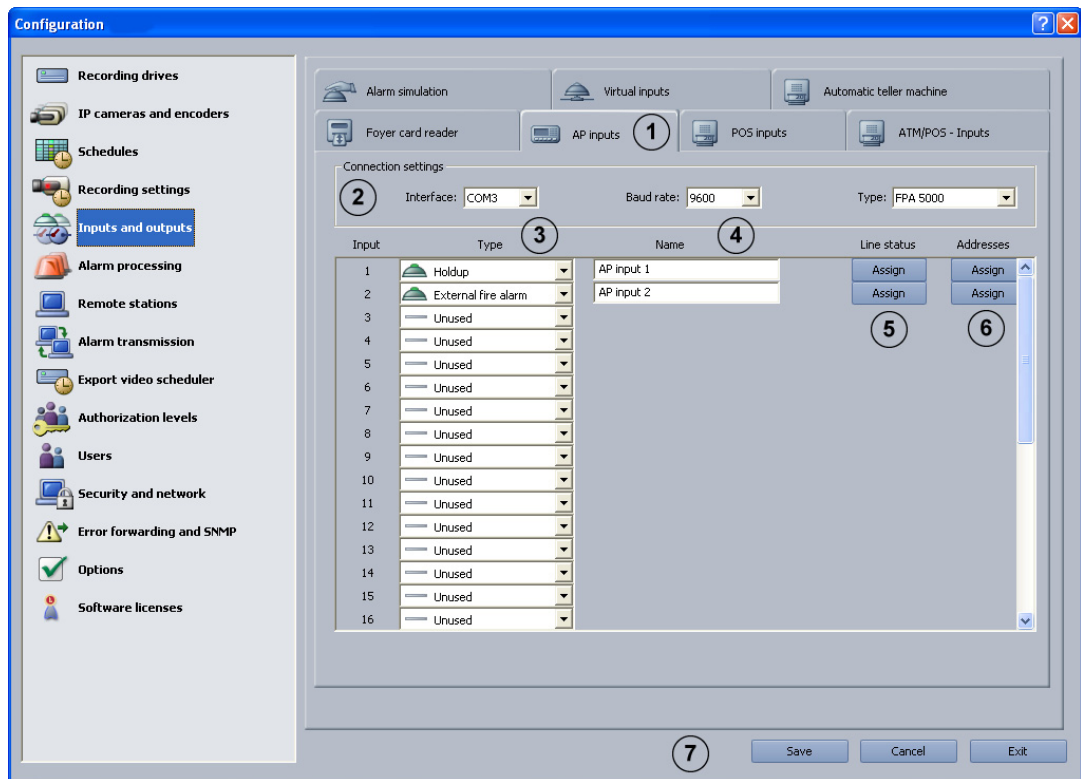 Configuration
Recording drives
IP cameras and encoders
Schedules
Recording settings
Inputs and outputs
Alarm processing
Remote stations
Alarm transmission
Export video scheduler
Authorization levels
Users
Security and network
Error forwarding and SNMP
Options
Software licenses
Alarm simulation
Virtual inputs
Automatic teller machine
Foyer card reader
AP inputs
1
POS inputs
ATM/POS - Inputs
Connection settings
2
Interface: COM3
Baud rate: 9600
Type: FPA 5000
Input Type 3 Name 4 Line status Addresses
1 Holdup AP input 1 Assign Assign
2 External fire alarm AP input 2 Assign Assign
3 Unused
5 6
4 Unused
5 Unused
6 Unused
7 Unused
8 Unused
9 Unused
10 Unused
11 Unused
12 Unused
13 Unused
14 Unused
15 Unused
16 Unused
7
Save Cancel Exit